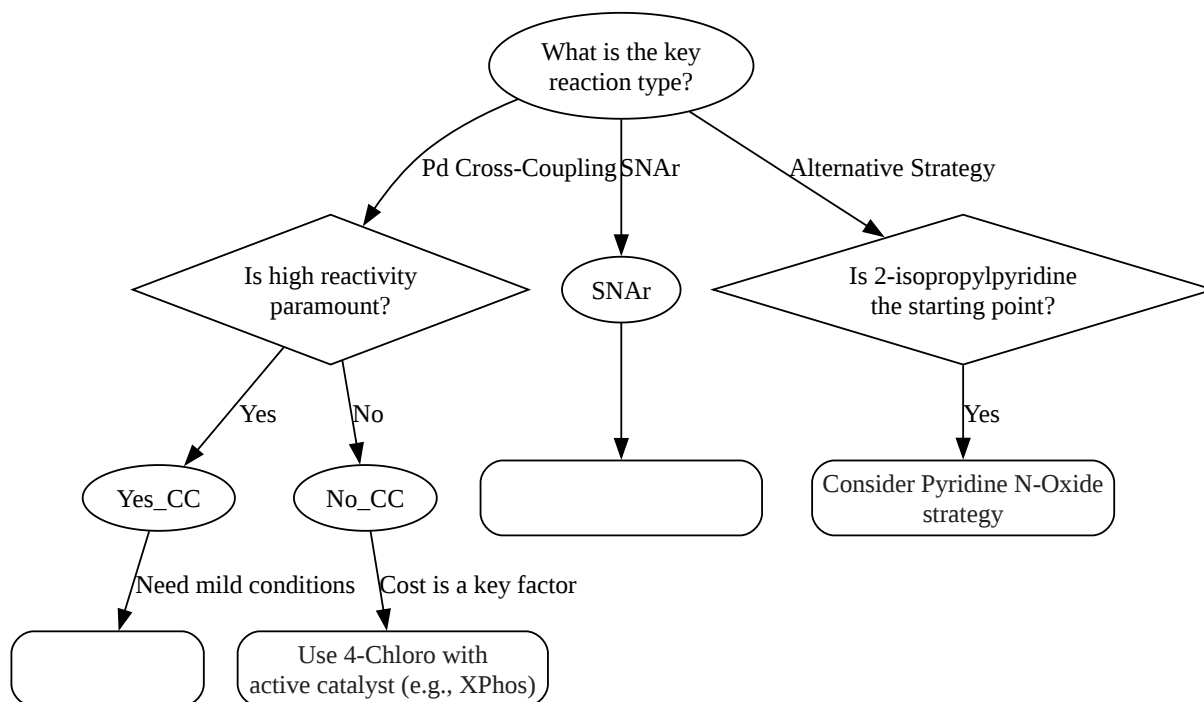 What is the key
reaction type?
Pd Cross-Coupling
SNAr
Alternative Strategy
Is high reactivity
paramount?
SNAr
Is 2-isopropylpyridine
the starting point?
Yes
No
Yes
Yes_CC
No_CC
Consider Pyridine N-Oxide
strategy
Need mild conditions
Cost is a key factor
Use 4-Chloro with
active catalyst (e.g., XPhos)